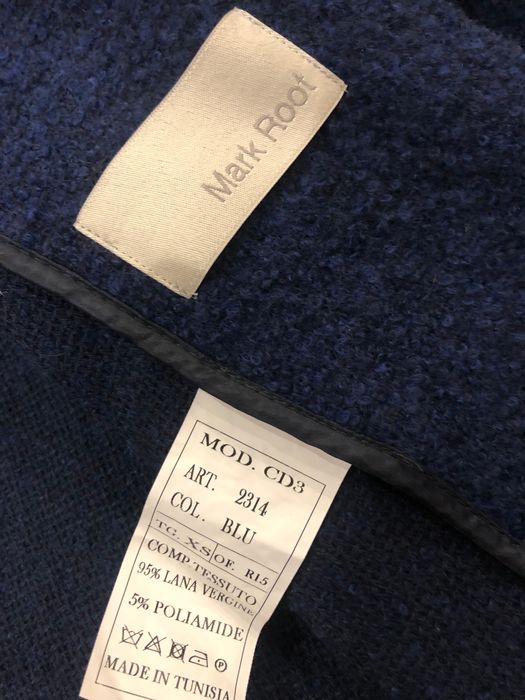 Mark Root
MOD. CD3
ART. 2314
COL. BLU
TG. XS OF. R15
COMP. TESSUTO
95% LANA VERGINE
5% POLIAMIDE
P
MADE IN TUNISIA